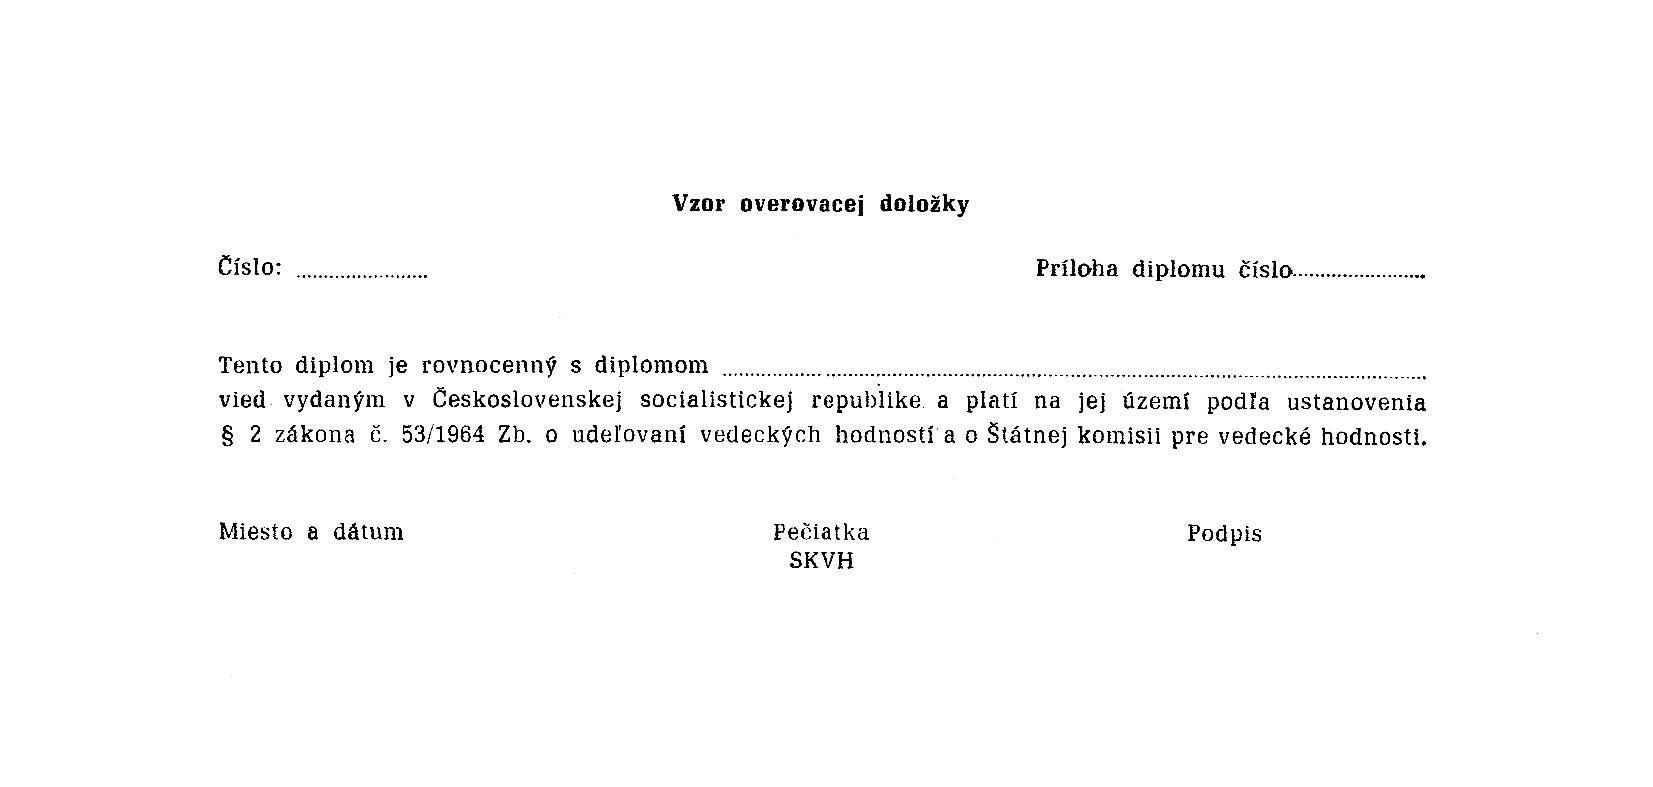 Vzor overovacej doložky
Číslo: ........................ Príloha diplomu číslo........................
Tento diplom je rovnocenný s diplomom ................................................................................
vied vydaným v Československej socialistickej republike a platí na jej území podľa ustanovenia
§ 2 zákona č. 53/1964 Zb. o udeľovaní vedeckých hodností a o Štátnej komisii pre vedecké hodnosti.
Miesto a dátum Pečiatka Podpis
SKVH